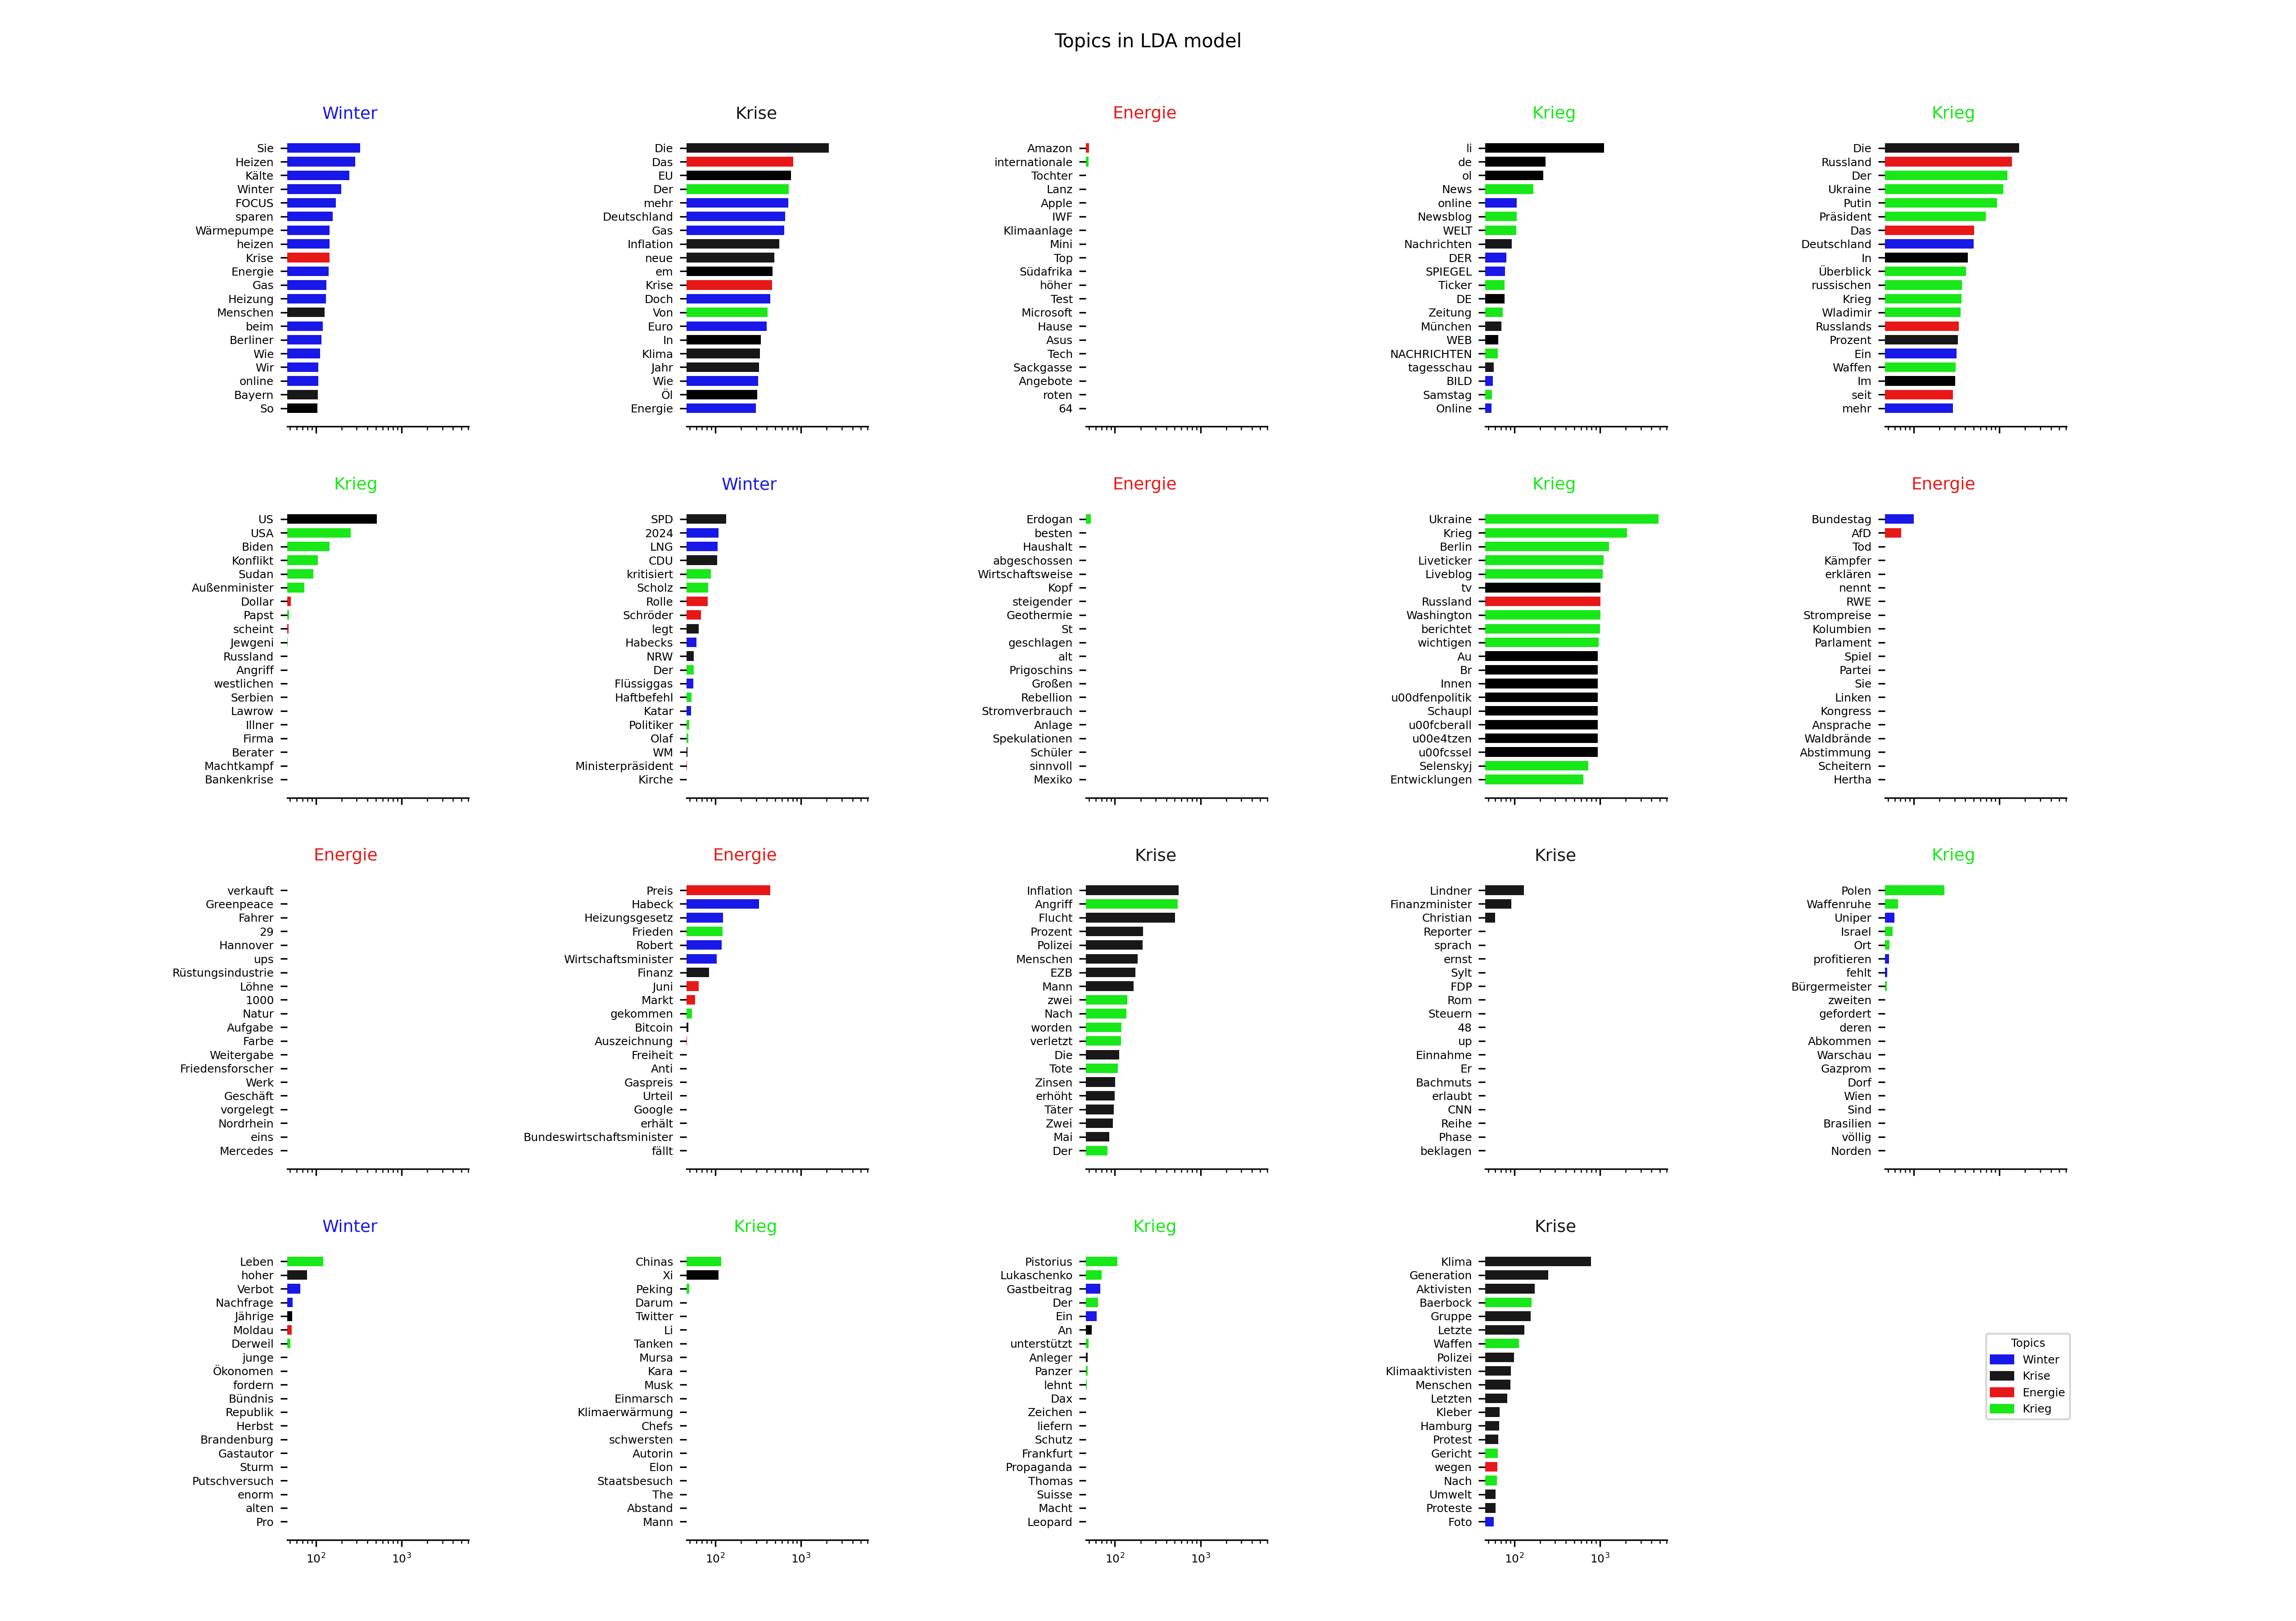 Topics in LDA model
Winter
Sie
Heizen
Kälte
Winter
FOCUS
sparen
Wärmepumpe
heizen
Krise
Energie
Gas
Heizung
Menschen
beim
Berliner
Wie
Wir
online
Bayern
So
Krise
Die
Das
EU
Der
mehr
Deutschland
Gas
Inflation
neue
em
Krise
Doch
Von
Euro
In
Klima
Jahr
Wie
Öl
Energie
Energie
Amazon
internationale
Tochter
Lanz
Apple
IWF
Klimaanlage
Mini
Top
Südafrika
höher
Test
Microsoft
Hause
Asus
Tech
Sackgasse
Angebote
roten
64
Krieg
li
de
ol
News
online
Newsblog
WELT
Nachrichten
DER
SPIEGEL
Ticker
DE
Zeitung
München
WEB
NACHRICHTEN
tagesschau
BILD
Samstag
Online
Krieg
Die
Russland
Der
Ukraine
Putin
Präsident
Das
Deutschland
In
Überblick
russischen
Krieg
Wladimir
Russlands
Prozent
Ein
Waffen
Im
seit
mehr
Krieg
US
USA
Biden
Konflikt
Sudan
Außenminister
Dollar
Papst
scheint
Jewgeni
Russland
Angriff
westlichen
Serbien
Lawrow
Illner
Firma
Berater
Machtkampf
Bankenkrise
Winter
SPD
2024
LNG
CDU
kritisiert
Scholz
Rolle
Schröder
legt
Habecks
NRW
Der
Flüssiggas
Haftbefehl
Katar
Politiker
Olaf
WM
Ministerpräsident
Kirche
Energie
Erdogan
besten
Haushalt
abgeschossen
Wirtschaftsweise
Kopf
steigender
Geothermie
St
geschlagen
alt
Prigoschins
Großen
Rebellion
Stromverbrauch
Anlage
Spekulationen
Schüler
sinnvoll
Mexiko
Krieg
Ukraine
Krieg
Berlin
Liveticker
Liveblog
tv
Russland
Washington
berichtet
wichtigen
Au
Br
Innen
u00dfenpolitik
Schaupl
u00fcberall
u00e4tzen
u00fcssel
Selenskyj
Entwicklungen
Energie
Bundestag
AfD
Tod
Kämpfer
erklären
nennt
RWE
Strompreise
Kolumbien
Parlament
Spiel
Partei
Sie
Linken
Kongress
Ansprache
Waldbrände
Abstimmung
Scheitern
Hertha
Energie
verkauft
Greenpeace
Fahrer
29
Hannover
ups
Rüstungsindustrie
Löhne
1000
Natur
Aufgabe
Farbe
Weitergabe
Friedensforscher
Werk
Geschäft
vorgelegt
Nordrhein
eins
Mercedes
Energie
Preis
Habeck
Heizungsgesetz
Frieden
Robert
Wirtschaftsminister
Finanz
Juni
Markt
gekommen
Bitcoin
Auszeichnung
Freiheit
Anti
Gaspreis
Urteil
Google
erhält
Bundeswirtschaftsminister
fällt
Krise
Inflation
Angriff
Flucht
Prozent
Polizei
Menschen
EZB
Mann
zwei
Nach
worden
verletzt
Die
Tote
Zinsen
erhöht
Täter
Zwei
Mai
Der
Krise
Lindner
Finanzminister
Christian
Reporter
sprach
ernst
Sylt
FDP
Rom
Steuern
48
up
Einnahme
Er
Bachmuts
erlaubt
CNN
Reihe
Phase
beklagen
Krieg
Polen
Waffenruhe
Uniper
Israel
Ort
profitieren
fehlt
Bürgermeister
zweiten
gefordert
deren
Abkommen
Warschau
Gazprom
Dorf
Wien
Sind
Brasilien
völlig
Norden
Winter
Leben
hoher
Verbot
Nachfrage
Jährige
Moldau
Derweil
junge
Ökonomen
fordern
Bündnis
Republik
Herbst
Brandenburg
Gastautor
Sturm
Putschversuch
enorm
alten
Pro
10²
10³
Krieg
Chinas
Xi
Peking
Darum
Twitter
Li
Tanken
Mursa
Kara
Musk
Einmarsch
Klimaerwärmung
Chefs
schwersten
Autorin
Elon
Staatsbesuch
The
Abstand
Mann
10²
10³
Krieg
Pistorius
Lukaschenko
Gastbeitrag
Der
Ein
An
unterstützt
Anleger
Panzer
lehnt
Dax
Zeichen
liefern
Schutz
Frankfurt
Propaganda
Thomas
Suisse
Macht
Leopard
10²
10³
Krise
Klima
Generation
Aktivisten
Baerbock
Gruppe
Letzte
Waffen
Polizei
Klimaaktivisten
Menschen
Letzten
Kleber
Hamburg
Protest
Gericht
wegen
Nach
Umwelt
Proteste
Foto
10²
10³
Topics
Winter
Krise
Energie
Krieg